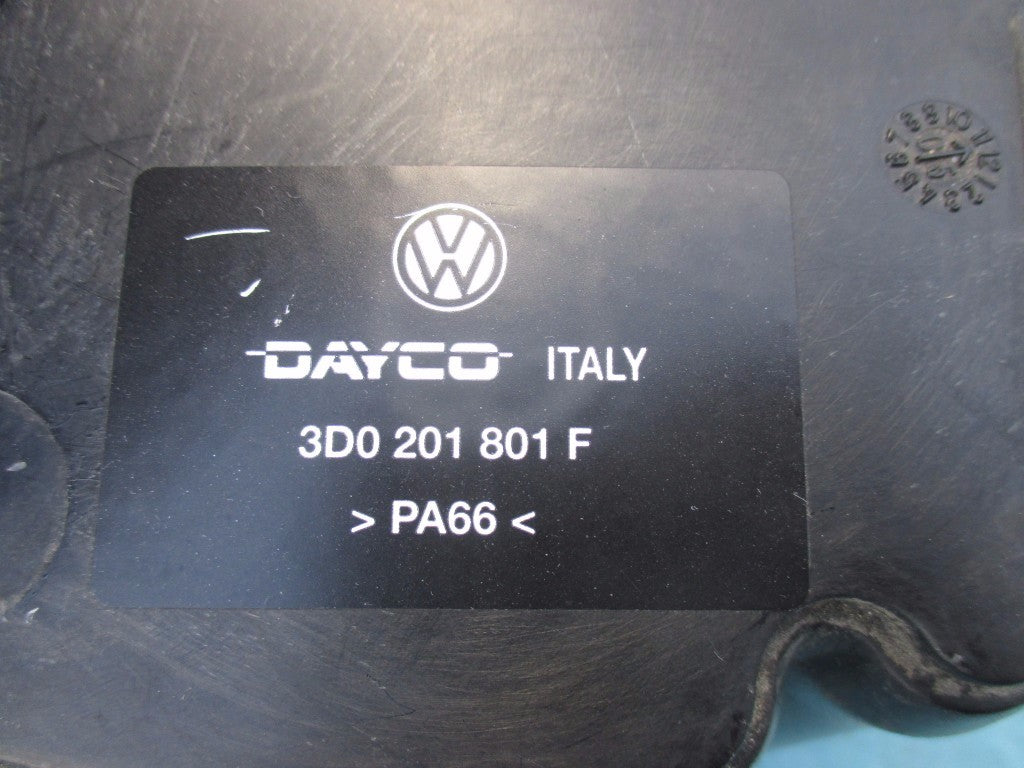 DAYCO ITALY
3D0 201 801 F
> PA66 <